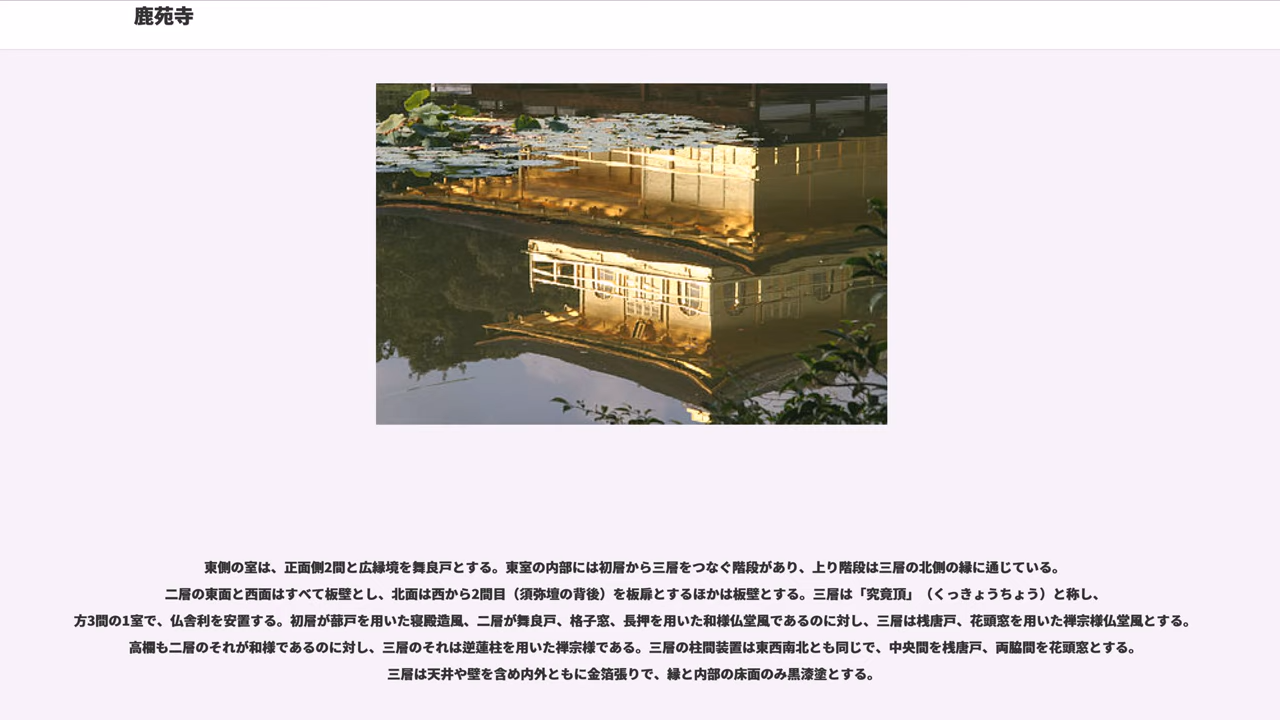 鹿苑寺
東側の室は、正面側2間と広縁境を舞良戸とする。東室の内部には初層から三層をつなぐ階段があり、上り階段は三層の北側の縁に通じている。
二層の東面と西面はすべて板壁とし、北面は西から2間目（須弥壇の背後）を板扉とするほかは板壁とする。三層は「究竟頂」（くっきょうちょう）と称し、
方3間の1室で、仏舎利を安置する。初層が蔀戸を用いた寝殿造風、二層が舞良戸、格子窓、長押を用いた和様仏堂風であるのに対し、三層は桟唐戸、花頭窓を用いた禅宗様仏堂風とする。
高欄も二層のそれが和様であるのに対し、三層のそれは逆蓮柱を用いた禅宗様である。三層の柱間装置は東西南北とも同じで、中央間を桟唐戸、両脇間を花頭窓とする。
三層は天井や壁を含め内外ともに金箔張りで、縁と内部の床面のみ黒漆塗とする。